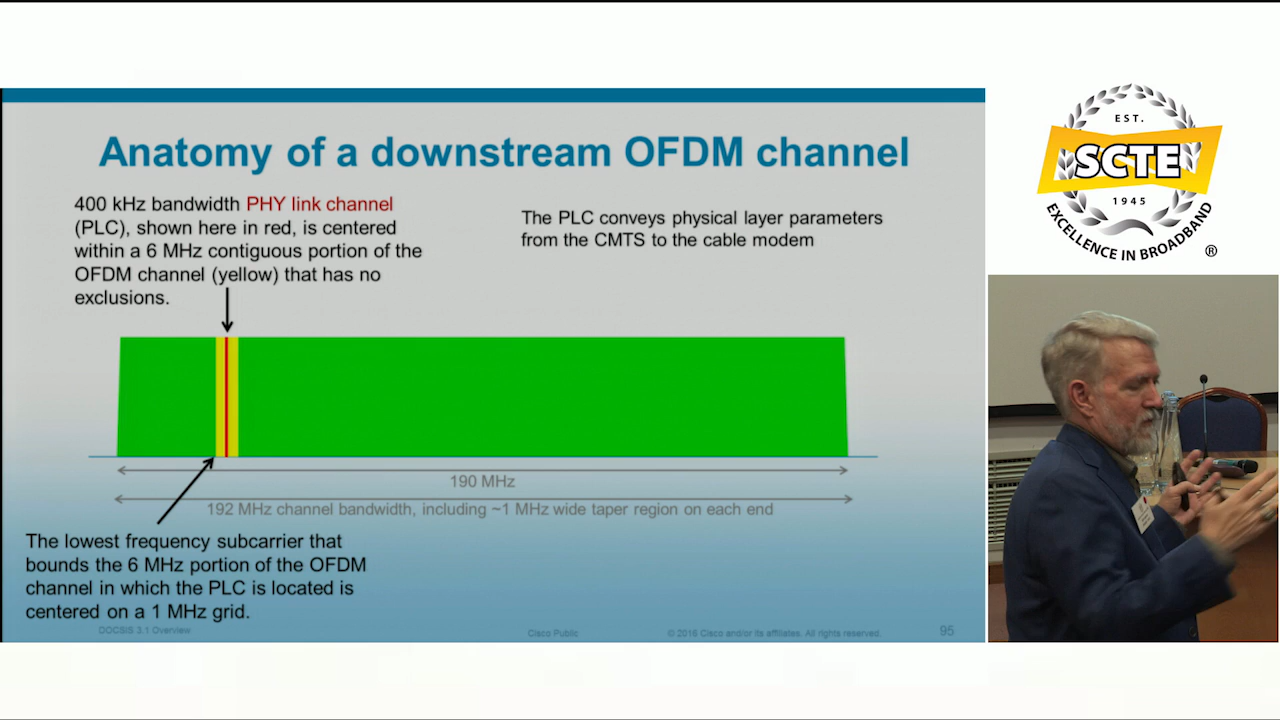 Anatomy of a downstream OFDM channel
400 kHz bandwidth PHY link channel
(PLC), shown here in red, is centered
within a 6 MHz contiguous portion of the
OFDM channel (yellow) that has no
exclusions.
The PLC conveys physical layer parameters
from the CMTS to the cable modem
190 MHz
192 MHz channel bandwidth, including ~1 MHz wide taper region on each end
The lowest frequency subcarrier that
bounds the 6 MHz portion of the OFDM
channel in which the PLC is located is
centered on a 1 MHz grid.
DOCSIS 3.1 Overview
Cisco Public
© 2016 Cisco and/or its affiliates. All rights reserved.
95
EST.
SCTE
1945
EXCELLENCE IN BROADBAND
®